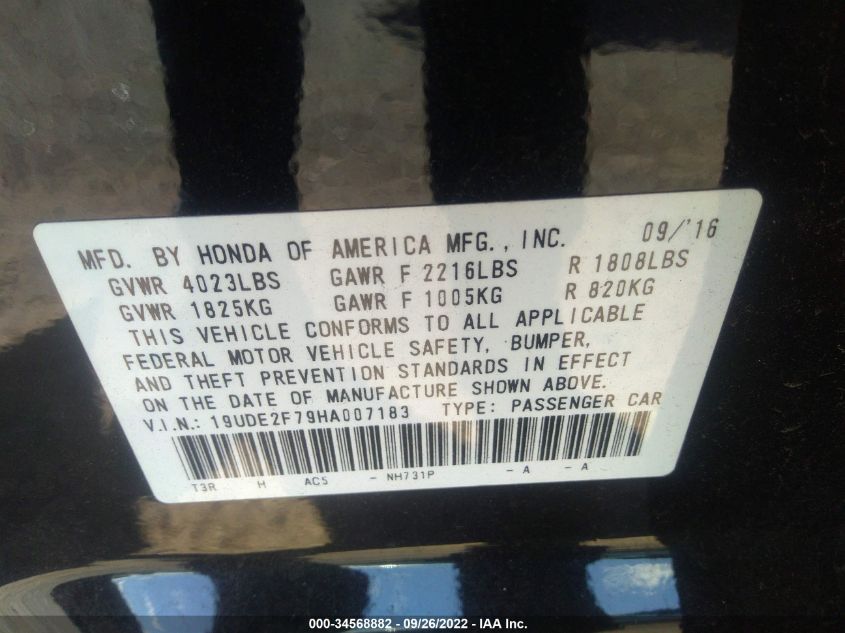 MFD. BY HONDA OF AMERICA MFG., INC. 09/'16
GVWR 4023LBS GAWR F 2216LBS R 1808LBS
GVWR 1825KG GAWR F 1005KG R 820KG
THIS VEHICLE CONFORMS TO ALL APPLICABLE
FEDERAL MOTOR VEHICLE SAFETY, BUMPER,
AND THEFT PREVENTION STANDARDS IN EFFECT
ON THE DATE OF MANUFACTURE SHOWN ABOVE.
V.I.N.: 19UDE2F79HA007183 TYPE: PASSENGER CAR
T3R H AC5 - NH731P - A - A
000-34568882 - 09/26/2022 - IAA Inc.